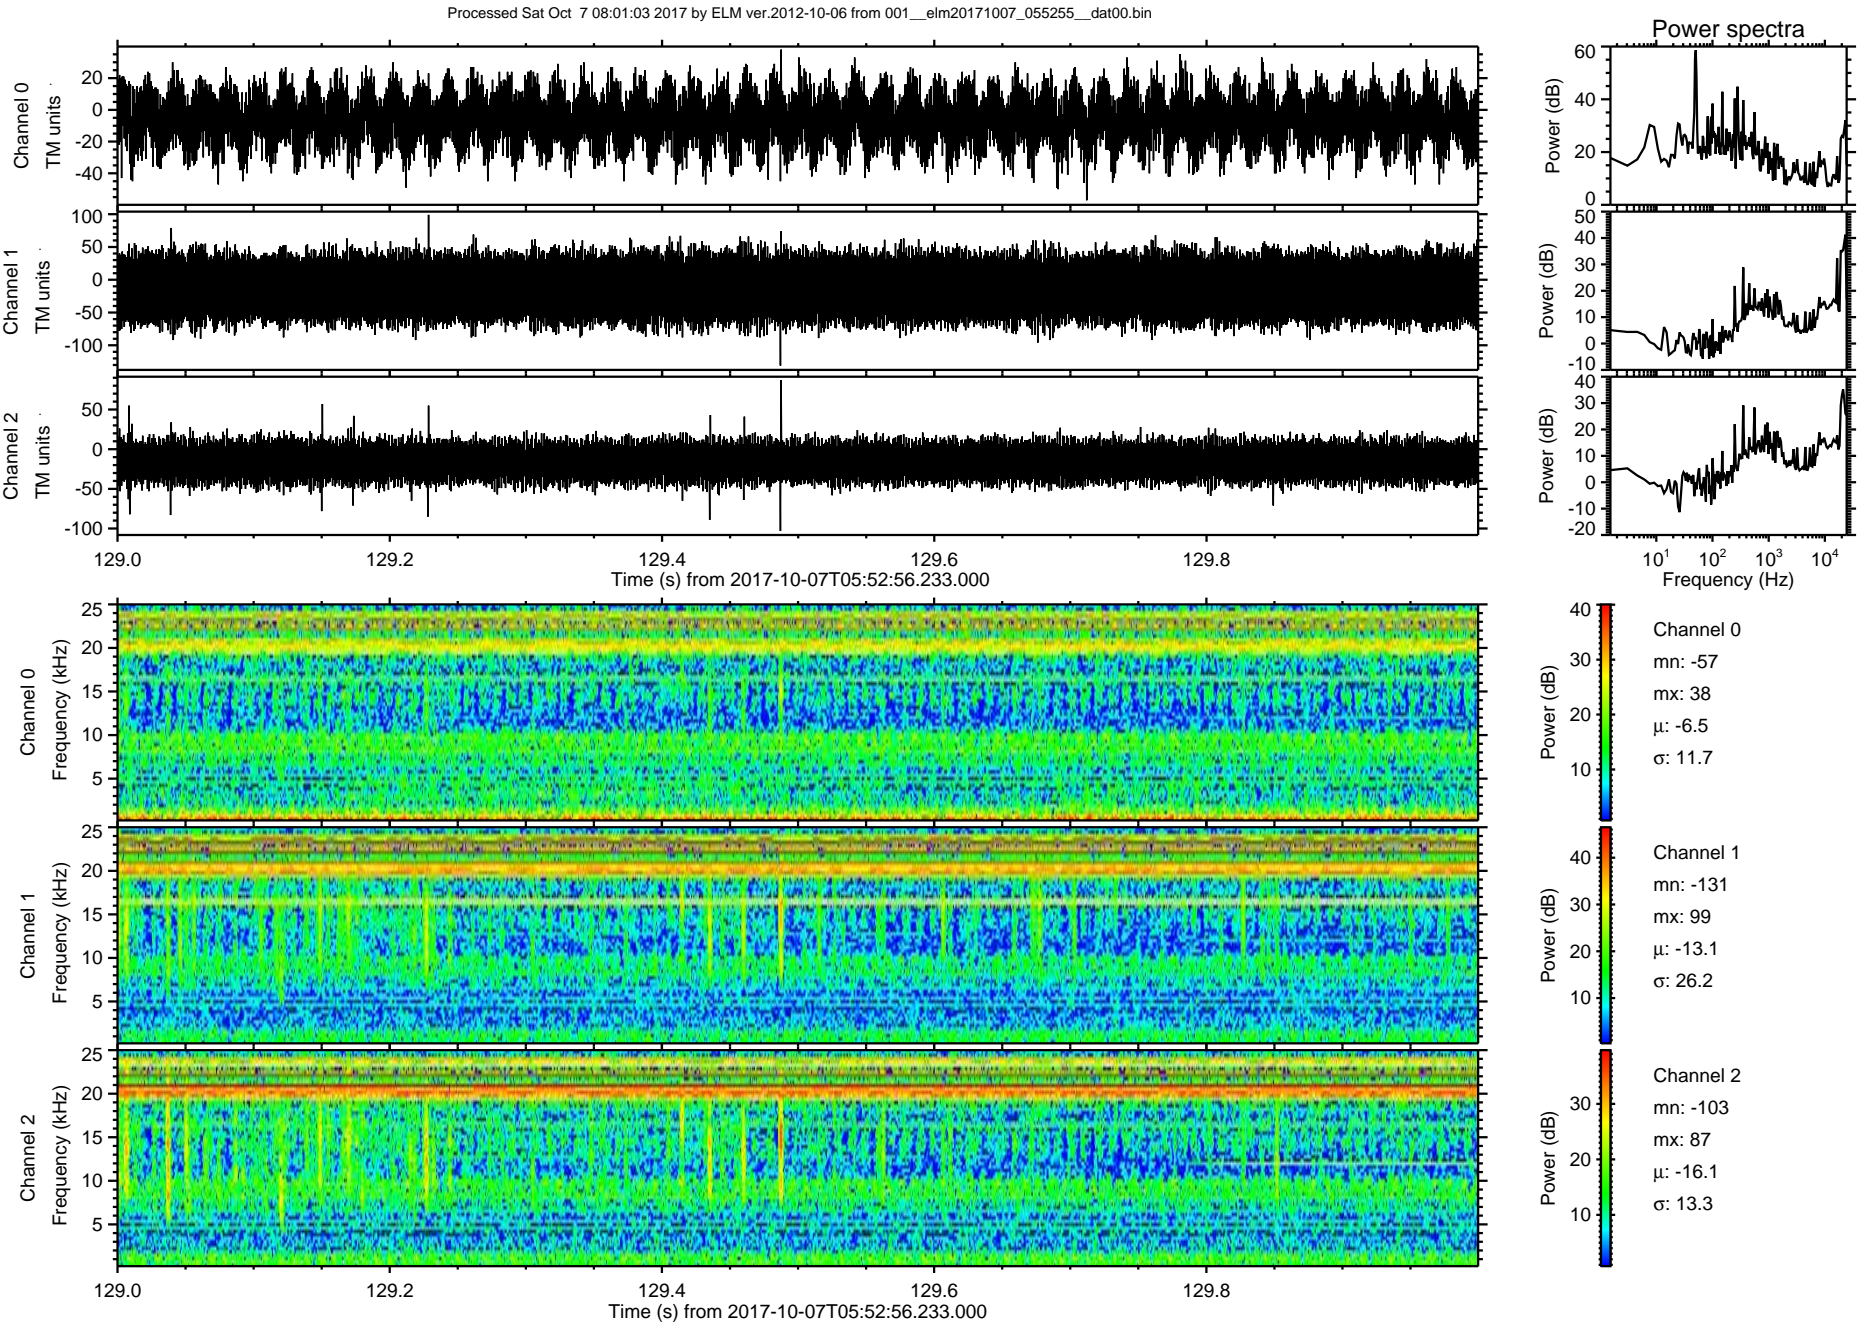 Processed Sat Oct 7 08:01:03 2017 by ELM ver.2012-10-06 from 001__elm20171007_055255__dat00.bin
Power spectra
Channel 0
TM units
20
0
-20
-40
Power (dB)
60
40
20
0
Channel 1
TM units
100
50
0
-50
-100
Power (dB)
50
40
30
20
10
0
-10
Channel 2
TM units
50
0
-50
-100
Power (dB)
40
30
20
10
0
-10
-20
129.0 129.2 129.4 129.6 129.8
Time (s) from 2017-10-07T05:52:56.233.000
10^1 10^2 10^3 10^4
Frequency (Hz)
Channel 0
Frequency (kHz)
25
20
15
10
5
Power (dB)
40
30
20
10
Channel 0
mn: -57
mx: 38
μ: -6.5
σ: 11.7
Channel 1
Frequency (kHz)
25
20
15
10
5
Power (dB)
40
30
20
10
Channel 1
mn: -131
mx: 99
μ: -13.1
σ: 26.2
Channel 2
Frequency (kHz)
25
20
15
10
5
Power (dB)
30
20
10
Channel 2
mn: -103
mx: 87
μ: -16.1
σ: 13.3
129.0 129.2 129.4 129.6 129.8
Time (s) from 2017-10-07T05:52:56.233.000